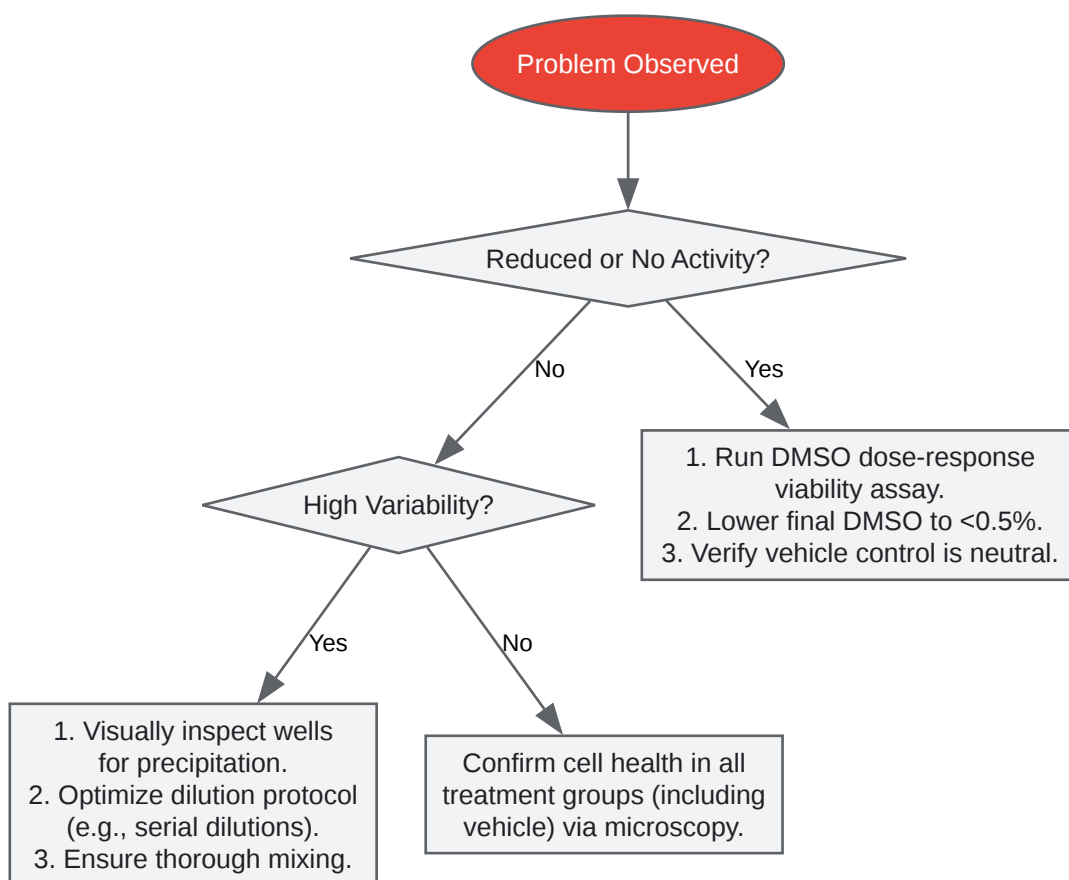 Problem Observed
Reduced or No Activity?
No
Yes
1. Run DMSO dose-response
viability assay.
2. Lower final DMSO to <0.5%.
3. Verify vehicle control is neutral.
High Variability?
Yes
No
1. Visually inspect wells
for precipitation.
2. Optimize dilution protocol
(e.g., serial dilutions).
3. Ensure thorough mixing.
Confirm cell health in all
treatment groups (including
vehicle) via microscopy.